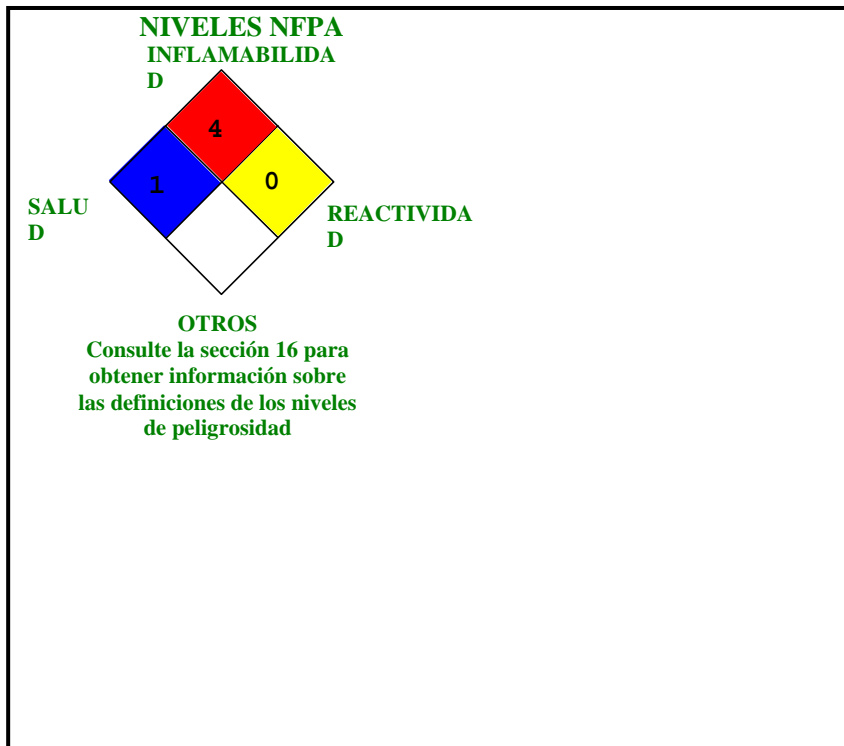 NIVELES NFPA
INFLAMABILIDA
D
4
1
0
SALU
D
REACTIVIDA
D
OTROS
Consulte la sección 16 para
obtener información sobre
las definiciones de los niveles
de peligrosidad